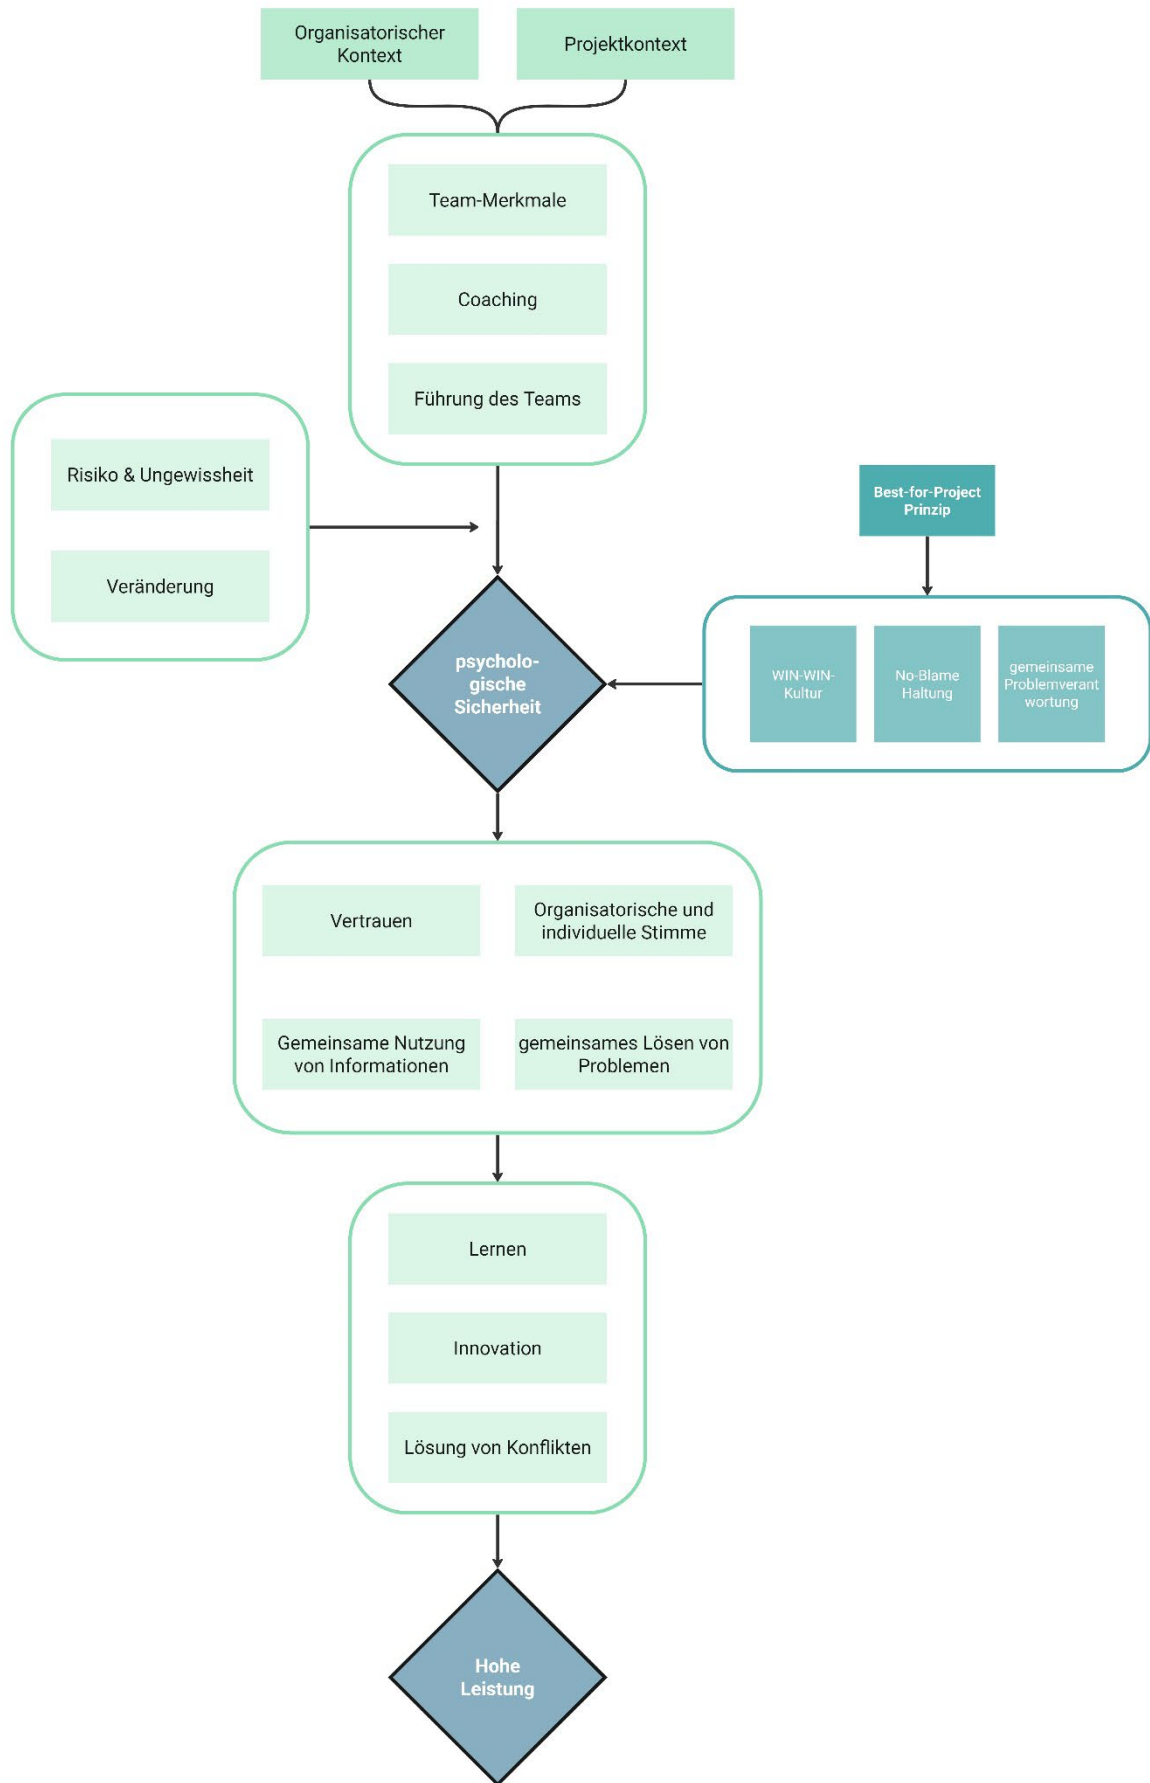 Organisatorischer
Kontext
Projektkontext
Team-Merkmale
Coaching
Führung des Teams
Risiko & Ungewissheit
Veränderung
Best-for-Project
Prinzip
WIN-WIN-
Kultur
No-Blame
Haltung
gemeinsame
Problemverant
wortung
psycholo-
gische
Sicherheit
Vertrauen
Organisatorische und
individuelle Stimme
Gemeinsame Nutzung
von Informationen
gemeinsames Lösen von
Problemen
Lernen
Innovation
Lösung von Konflikten
Hohe
Leistung